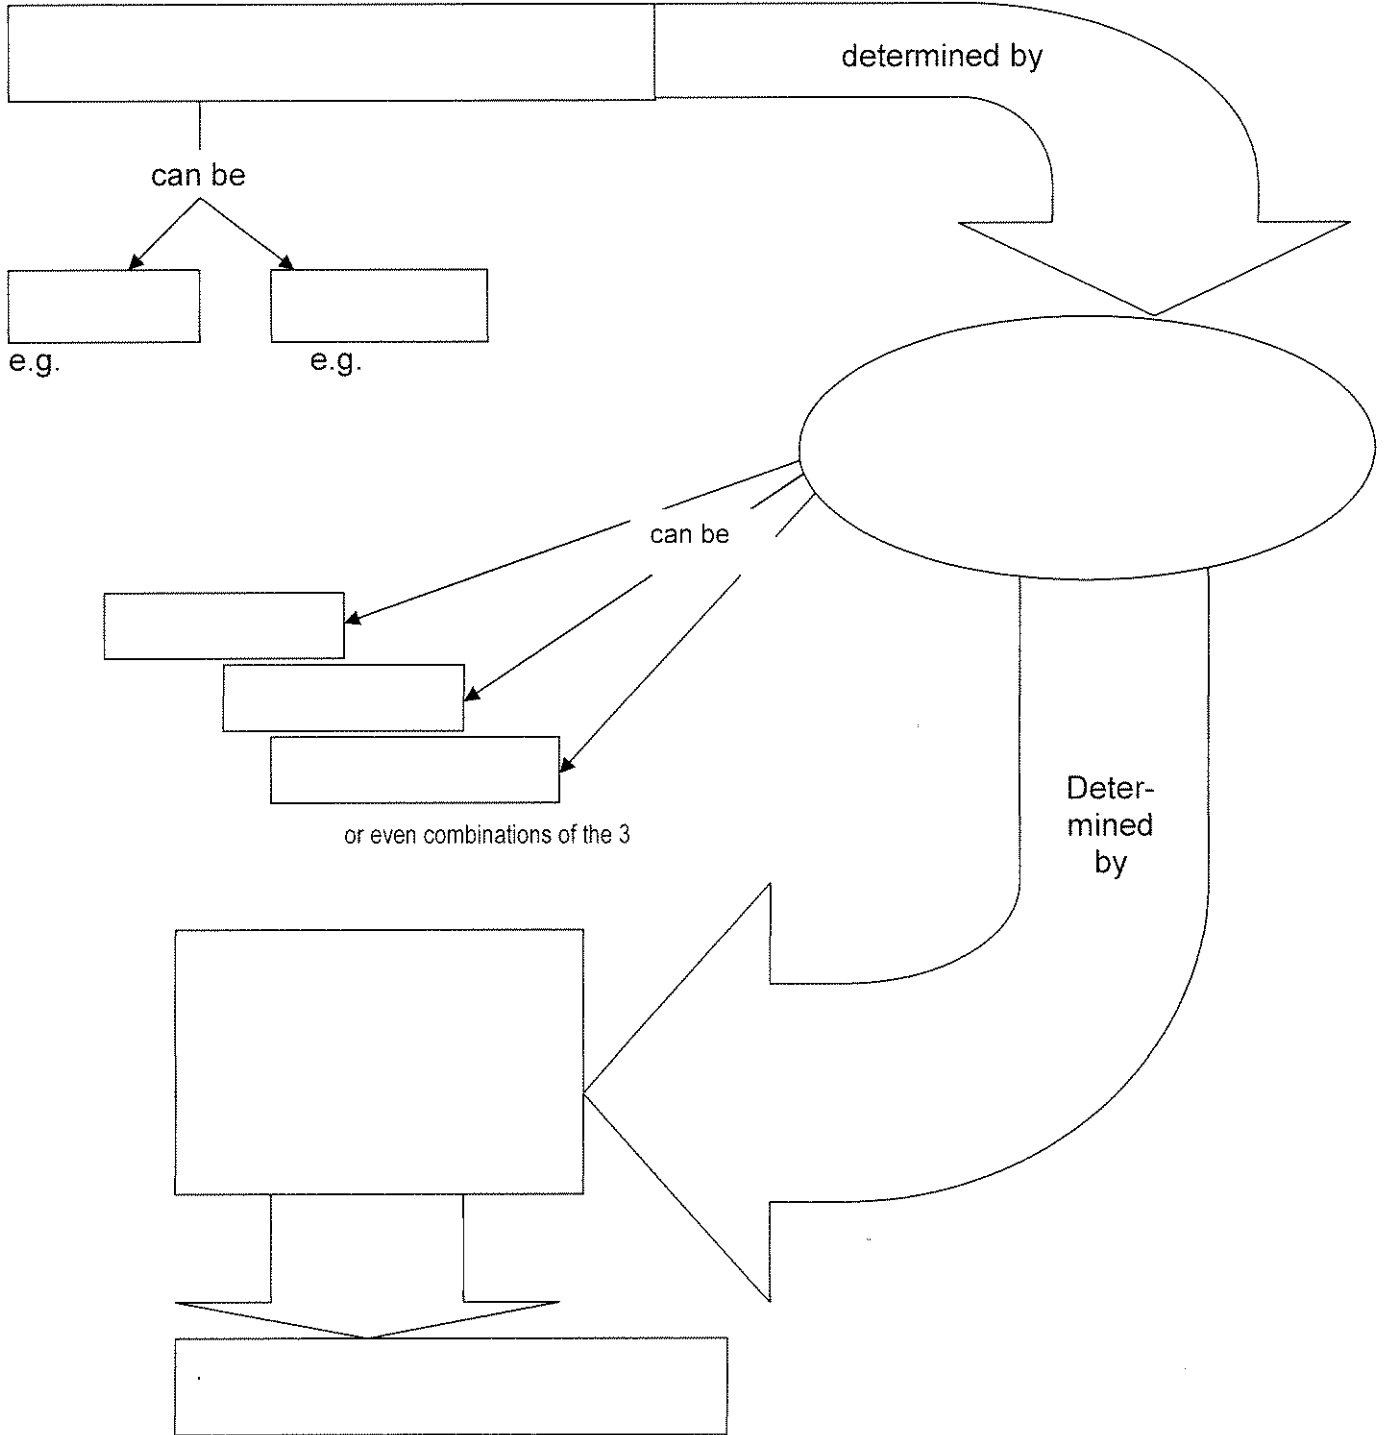 determined by
can be
e.g.
e.g.
can be
or even combinations of the 3
Deter-
mined
by